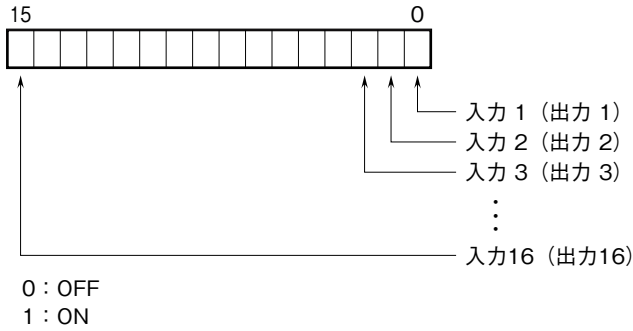 15 0
入力 1（出力 1）
入力 2（出力 2）
入力 3（出力 3）
⋮
入力16（出力16）
0：OFF
1：ON